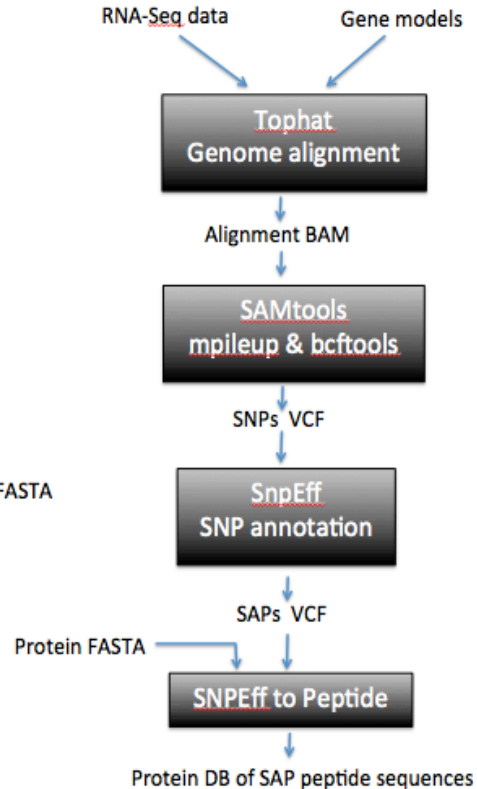 RNA-Seq data
Gene models
Tophat
Genome alignment
Alignment BAM
SAMtools
mpileup & bcftools
SNPs VCF
FASTA
SnpEff
SNP annotation
SAPs VCF
Protein FASTA
SNPEff to Peptide
Protein DB of SAP peptide sequences